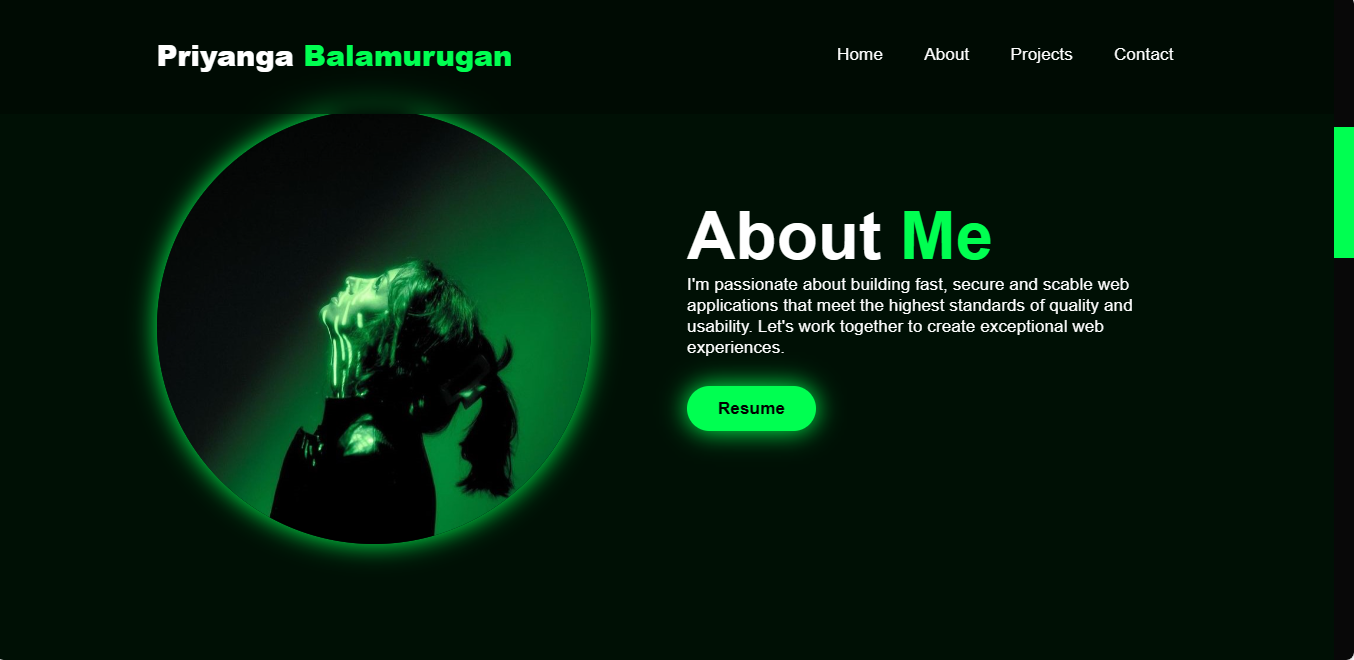 Priyanga Balamurugan
Home About Projects Contact
About Me
I'm passionate about building fast, secure and scable web
applications that meet the highest standards of quality and
usability. Let's work together to create exceptional web
experiences.
Resume